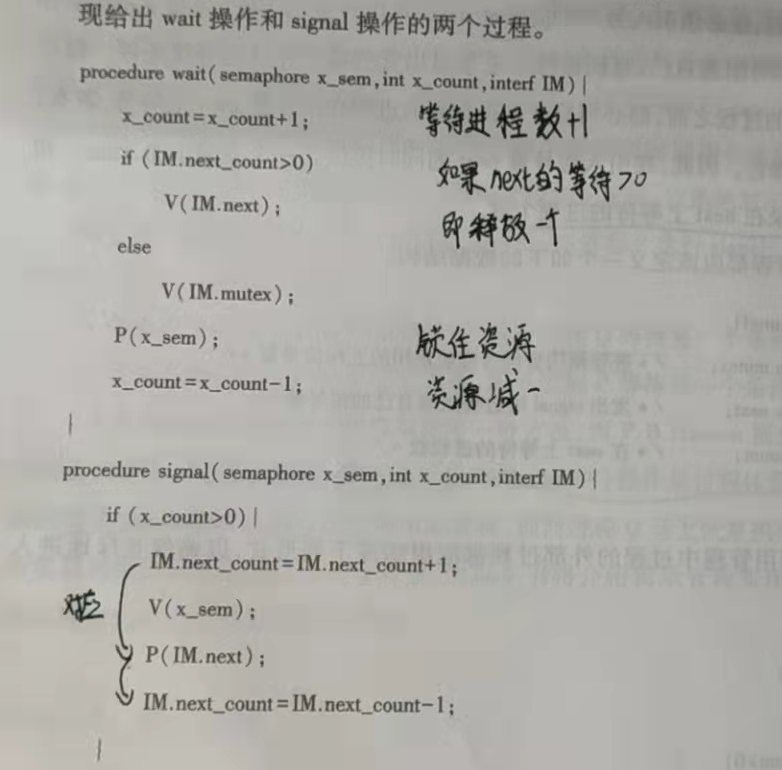 现给出 wait 操作和 signal 操作的两个过程。
procedure wait(semaphore x_sem,int x_count,interf IM){
x_count=x_count+1; 等待进程数+1
if (IM.next_count>0) 如果next的等待>0
V(IM.next); 即释放一个
else
V(IM.mutex);
P(x_sem); 锁住资源
x_count=x_count-1; 资源减一
}
procedure signal(semaphore x_sem,int x_count,interf IM){
if (x_count>0){
IM.next_count=IM.next_count+1;
对应 V(x_sem);
P(IM.next);
IM.next_count=IM.next_count-1;
}